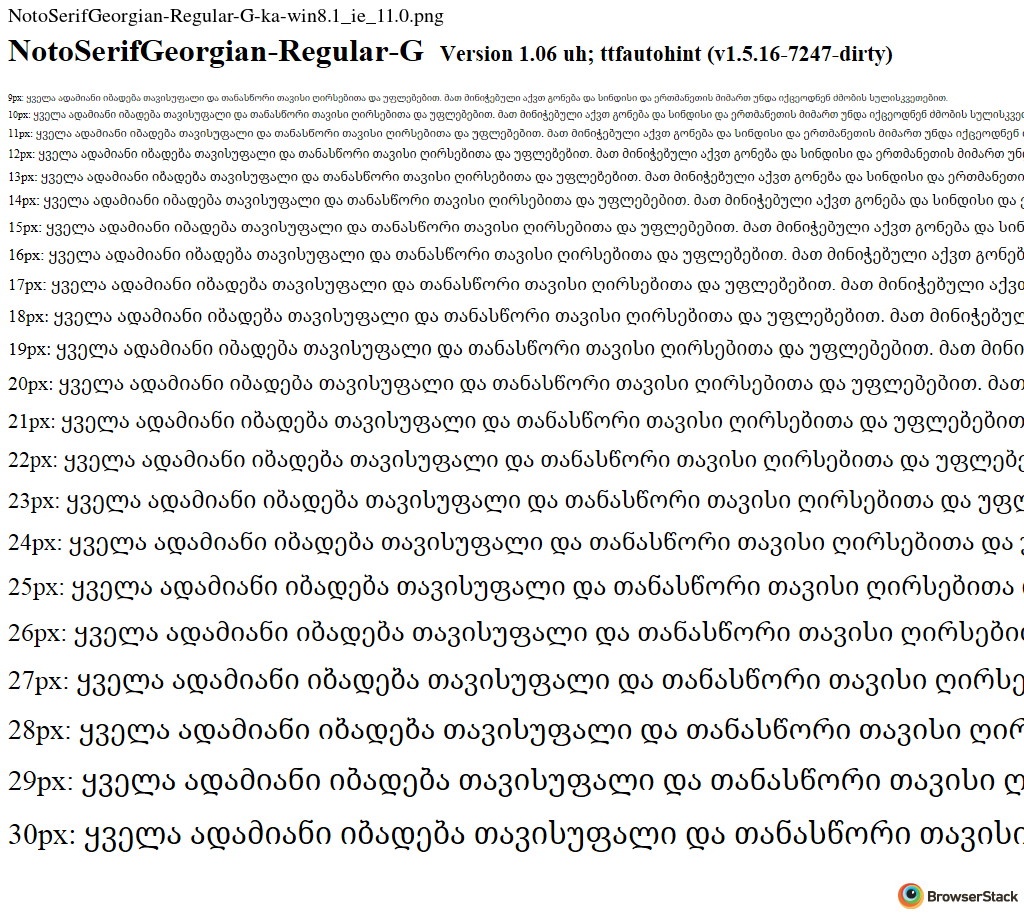 NotoSerifGeorgian-Regular-G-ka-win8.1_ie_11.0.png
NotoSerifGeorgian-Regular-G Version 1.06 uh; ttfautohint (v1.5.16-7247-dirty)
9px: ყველა ადამიანი იბადება თავისუფალი და თანასწორი თავისი ღირსებითა და უფლებებით. მათ მინიჭებული აქვთ გონება და სინდისი და ერთმანეთის მიმართ უნდა იქცეოდნენ ძმობის სულისკვეთებით.
10px: ყველა ადამიანი იბადება თავისუფალი და თანასწორი თავისი ღირსებითა და უფლებებით. მათ მინიჭებული აქვთ გონება და სინდისი და ერთმანეთის მიმართ უნდა იქცეოდნენ ძმობის სულისკვე
11px: ყველა ადამიანი იბადება თავისუფალი და თანასწორი თავისი ღირსებითა და უფლებებით. მათ მინიჭებული აქვთ გონება და სინდისი და ერთმანეთის მიმართ უნდა იქცეოდნენ
12px: ყველა ადამიანი იბადება თავისუფალი და თანასწორი თავისი ღირსებითა და უფლებებით. მათ მინიჭებული აქვთ გონება და სინდისი და ერთმანეთის მიმართ უნ
13px: ყველა ადამიანი იბადება თავისუფალი და თანასწორი თავისი ღირსებითა და უფლებებით. მათ მინიჭებული აქვთ გონება და სინდისი და ერთმანეთი
14px: ყველა ადამიანი იბადება თავისუფალი და თანასწორი თავისი ღირსებითა და უფლებებით. მათ მინიჭებული აქვთ გონება და სინდისი და ე
15px: ყველა ადამიანი იბადება თავისუფალი და თანასწორი თავისი ღირსებითა და უფლებებით. მათ მინიჭებული აქვთ გონება და სინ
16px: ყველა ადამიანი იბადება თავისუფალი და თანასწორი თავისი ღირსებითა და უფლებებით. მათ მინიჭებული აქვთ გონებ
17px: ყველა ადამიანი იბადება თავისუფალი და თანასწორი თავისი ღირსებითა და უფლებებით. მათ მინიჭებული აქვთ
18px: ყველა ადამიანი იბადება თავისუფალი და თანასწორი თავისი ღირსებითა და უფლებებით. მათ მინიჭებულ
19px: ყველა ადამიანი იბადება თავისუფალი და თანასწორი თავისი ღირსებითა და უფლებებით. მათ მინი
20px: ყველა ადამიანი იბადება თავისუფალი და თანასწორი თავისი ღირსებითა და უფლებებით. მათ
21px: ყველა ადამიანი იბადება თავისუფალი და თანასწორი თავისი ღირსებითა და უფლებებით
22px: ყველა ადამიანი იბადება თავისუფალი და თანასწორი თავისი ღირსებითა და უფლებე
23px: ყველა ადამიანი იბადება თავისუფალი და თანასწორი თავისი ღირსებითა და უფლ
24px: ყველა ადამიანი იბადება თავისუფალი და თანასწორი თავისი ღირსებითა და
25px: ყველა ადამიანი იბადება თავისუფალი და თანასწორი თავისი ღირსებითა
26px: ყველა ადამიანი იბადება თავისუფალი და თანასწორი თავისი ღირსები
27px: ყველა ადამიანი იბადება თავისუფალი და თანასწორი თავისი ღირსე
28px: ყველა ადამიანი იბადება თავისუფალი და თანასწორი თავისი ღირ
29px: ყველა ადამიანი იბადება თავისუფალი და თანასწორი თავისი ღ
30px: ყველა ადამიანი იბადება თავისუფალი და თანასწორი თავისი
BrowserStack